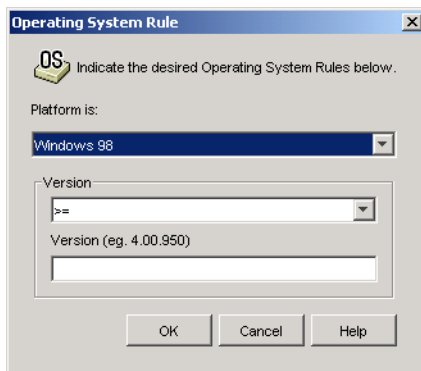 Operating System Rule
OS
Indicate the desired Operating System Rules below.
Platform is:
Windows 98
Version
>=
Version (eg. 4.00.950)
OK
Cancel
Help